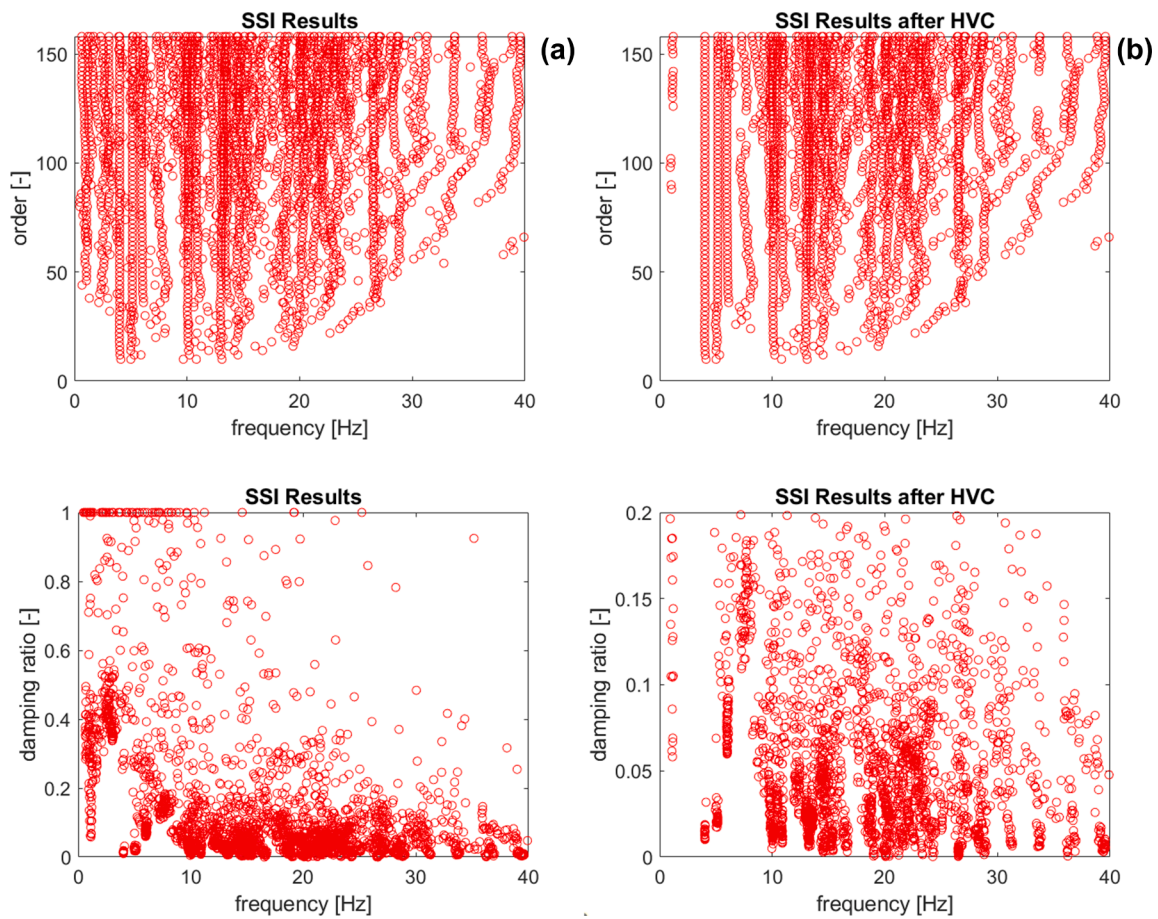 SSI Results
(a)
150
100
50
0
order [-]
0 10 20 30 40
frequency [Hz]
SSI Results after HVC
(b)
150
100
50
0
order [-]
0 10 20 30 40
frequency [Hz]
SSI Results
1
0.8
0.6
0.4
0.2
0
damping ratio [-]
0 10 20 30 40
frequency [Hz]
SSI Results after HVC
0.2
0.15
0.1
0.05
0
damping ratio [-]
0 10 20 30 40
frequency [Hz]